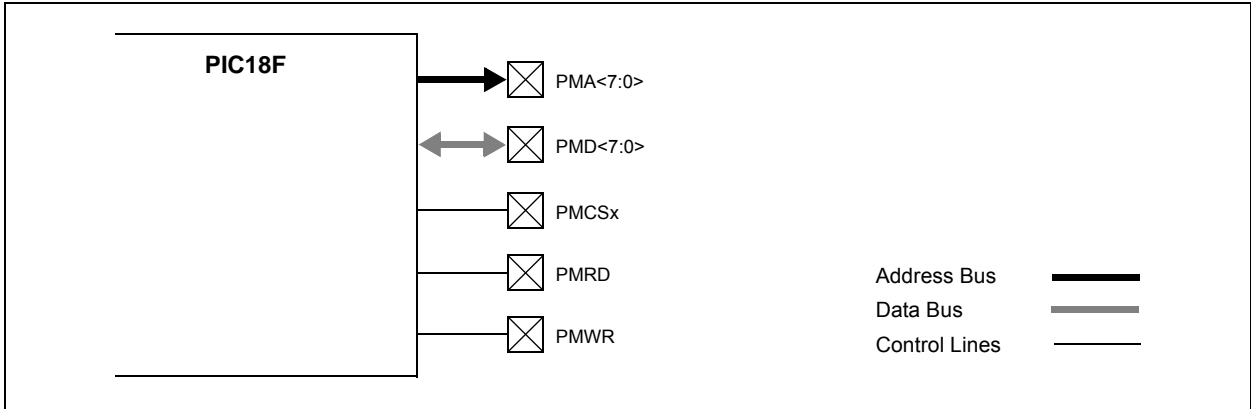 PIC18F
PMA<7:0>
PMD<7:0>
PMCSx
PMRD
PMWR
Address Bus
Data Bus
Control Lines